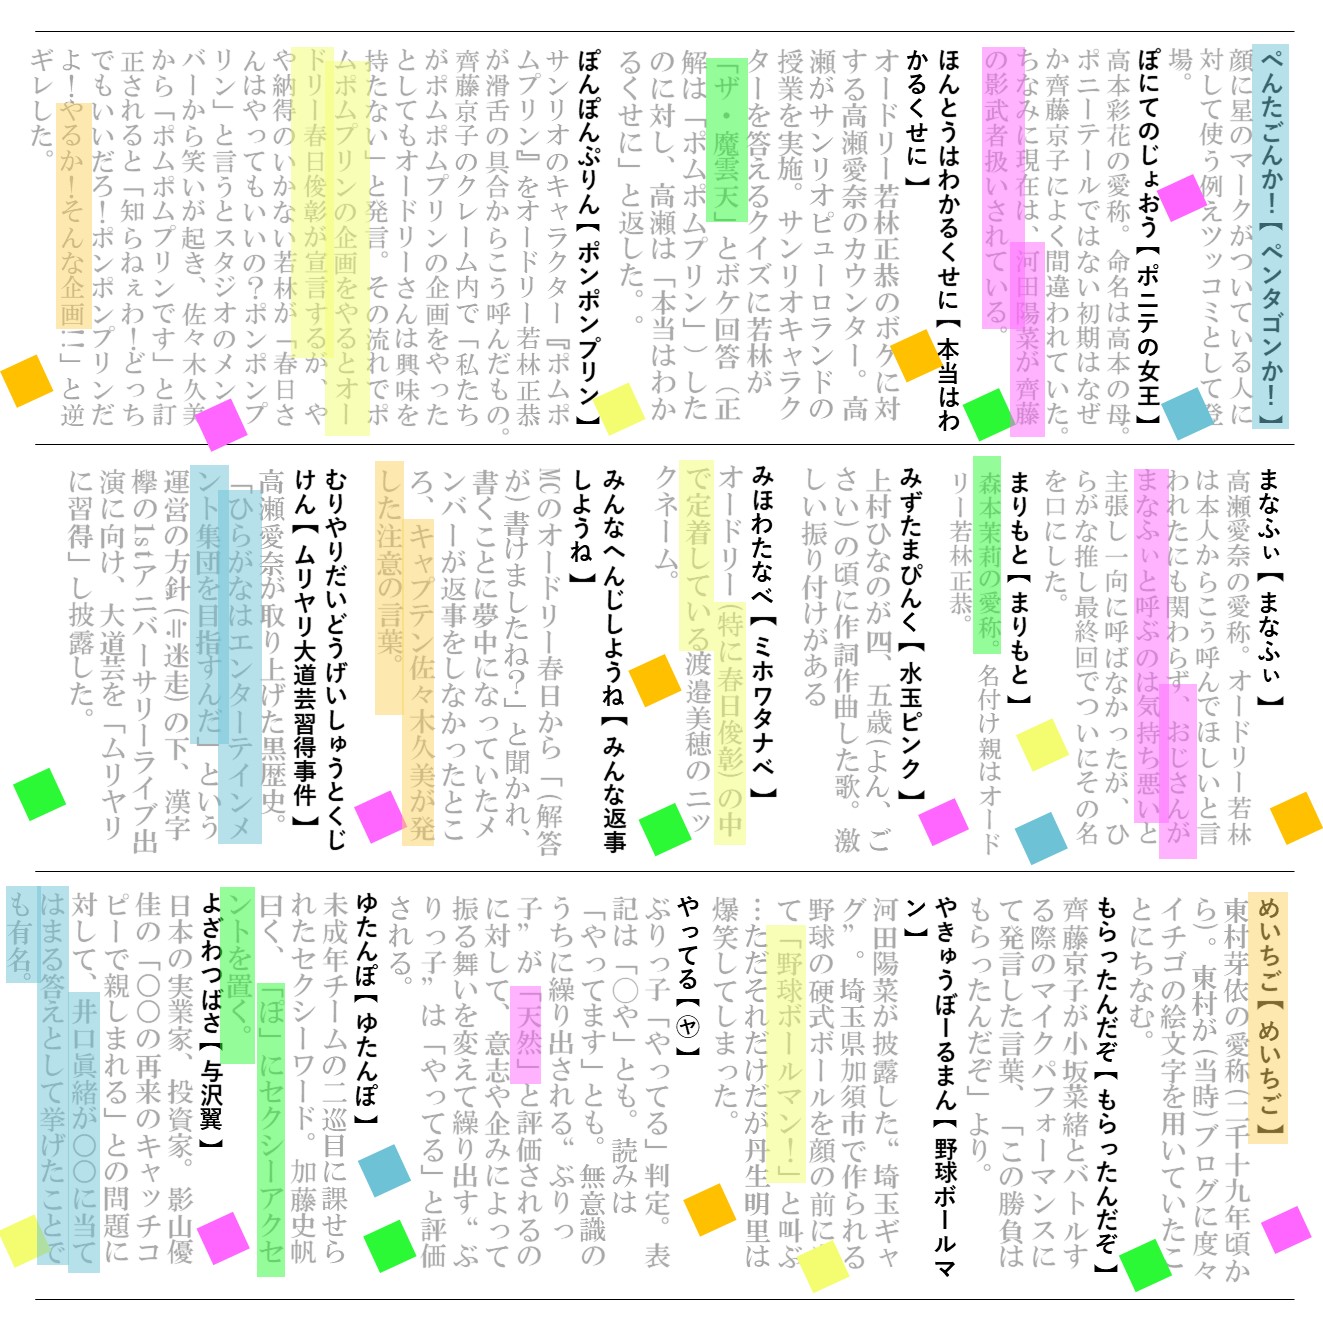 ぺんたごんか！【ペンタゴンか！】
顔に星のマークがついている人に
対して使う例えツッコミとして登
場。
ぽにてのじょおう【ポニテの女王】
高本彩花の愛称。命名は高本の母。
ポニーテールではない初期はなぜ
か齊藤京子によく間違われていた。
ちなみに現在は、河田陽菜が齊藤
の影武者扱いされている。
ほんとうはわかるくせに【本当はわ
かるくせに】
オードリー若林正恭のボケに対
する高瀬愛奈のカウンター。高
瀬がサンリオピューロランドの
授業を実施。サンリオキャラク
ターを答えるクイズに若林が
「ザ・魔雲天」とボケ回答（正
解は「ポムポムプリン」）した
のに対し、高瀬は「本当はわか
るくせに」と返した。。
ぽんぽんぷりん【ポンポンプリン】
サンリオのキャラクター『ポムポ
ムプリン』をオードリー若林正恭
が滑舌の具合からこう呼んだもの。
齊藤京子のクレーム内で「私たち
がポムポムプリンの企画をやった
としてもオードリーさんは興味を
持たない」と発言。その流れでポ
ムポムプリンの企画をやるとオー
ドリー春日俊彰が宣言するが、や
や納得のいかない若林が「春日さ
んはやってもいいの？ポンポンプ
リン」と言うとスタジオのメン
バーから笑いが起き、佐々木久美
から「ポムポムプリンです」と訂
正されると「知らねぇわ！どっち
でもいいだろ！ポンポンプリンだ
よ！やるか！そんな企画!!」と逆
ギレした。
まなふぃ【まなふぃ】
高瀬愛奈の愛称。オードリー若林
は本人からこう呼んでほしいと言
われたにも関わらず、おじさんが
まなふぃと呼ぶのは気持ち悪いと
主張し一向に呼ばなかったが、ひ
らがな推し最終回でついにその名
を口にした。
まりもと【まりもと】
森本茉莉の愛称。名付け親はオード
リー若林正恭。
みずたまぴんく【水玉ピンク】
上村ひなのが四、五歳(よん、ご
さい)の頃に作詞作曲した歌。激
しい振り付けがある
みほわたなべ【ミホワタナベ】
オードリー(特に春日俊彰)の中
で定着している渡邉美穂のニッ
クネーム。
みんなへんじしようね【みんな返事
しようね】
MCのオードリー春日から「(解答
が)書けましたね？」と聞かれ、
書くことに夢中になっていたメ
ンバーが返事をしなかったとこ
ろ、キャプテン佐々木久美が発
した注意の言葉。
むりやりだいどうげいしゅうとくじ
けん【ムリヤリ大道芸習得事件】
高瀬愛奈が取り上げた黒歴史。
「ひらがなはエンターテインメ
ント集団を目指すんだ」という
運営の方針(≒迷走)の下、漢字
欅の1stアニバーサリーライブ出
演に向け、大道芸を「ムリヤリ
に習得」し披露した。
めいちご【めいちご】
東村芽依の愛称(二千十九年頃か
ら)。東村が(当時)ブログに度々
イチゴの絵文字を用いていたこ
とにちなむ。
もらったんだぞ【もらったんだぞ】
齊藤京子が小坂菜緒とバトルす
る際のマイクパフォーマンスに
て発言した言葉、「この勝負は
もらったんだぞ」より。
やきゅうぼーるまん【野球ボールマ
ン】
河田陽菜が披露した“埼玉ギャ
グ”。埼玉県加須市で作られる
野球の硬式ボールを顔の前に当
て「野球ボールマン！」と叫ぶ
…ただそれだけだが丹生明里は
爆笑してしまった。
やってる【㋳】
ぶりっ子「やってる」判定。表
記は「〇や」とも。読みは
「やってます」とも。無意識の
うちに繰り出される“ぶりっ
子”が「天然」と評価されるの
に対して、意志や企みによって
振る舞いを変えて繰り出す“ぶ
りっ子”は「やってる」と評価
される。
ゆたんぽ【ゆたんぽ】
未成年チームの二巡目に課せら
れたセクシーワード。加藤史帆
曰く、「ぽ」にセクシーアクセ
ントを置く。
よざわつばさ【与沢翼】
日本の実業家、投資家。影山優
佳の「〇〇の再来のキャッチコ
ピーで親しまれる」との問題に
対して、井口眞緒が〇〇に当て
はまる答えとして挙げたことで
も有名。